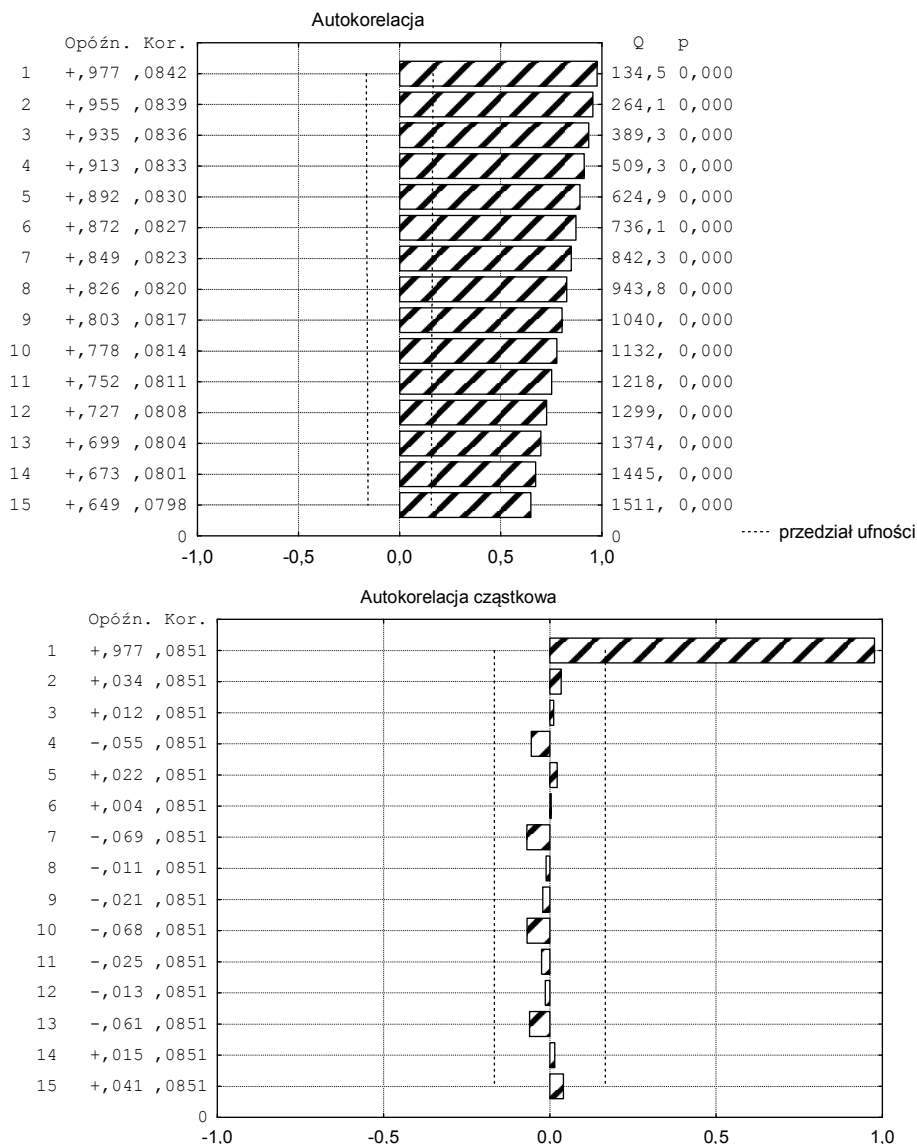 Autokorelacja
Opóźn. Kor. Q p
1 +,977 ,0842 134,5 0,000
2 +,955 ,0839 264,1 0,000
3 +,935 ,0836 389,3 0,000
4 +,913 ,0833 509,3 0,000
5 +,892 ,0830 624,9 0,000
6 +,872 ,0827 736,1 0,000
7 +,849 ,0823 842,3 0,000
8 +,826 ,0820 943,8 0,000
9 +,803 ,0817 1040, 0,000
10 +,778 ,0814 1132, 0,000
11 +,752 ,0811 1218, 0,000
12 +,727 ,0808 1299, 0,000
13 +,699 ,0804 1374, 0,000
14 +,673 ,0801 1445, 0,000
15 +,649 ,0798 1511, 0,000
0 0
przedział ufności
-1,0 -0,5 0,0 0,5 1,0
Autokorelacja cząstkowa
Opóźn. Kor.
1 +,977 ,0851
2 +,034 ,0851
3 +,012 ,0851
4 -,055 ,0851
5 +,022 ,0851
6 +,004 ,0851
7 -,069 ,0851
8 -,011 ,0851
9 -,021 ,0851
10 -,068 ,0851
11 -,025 ,0851
12 -,013 ,0851
13 -,061 ,0851
14 +,015 ,0851
15 +,041 ,0851
0
-1,0 -0,5 0,0 0,5 1,0